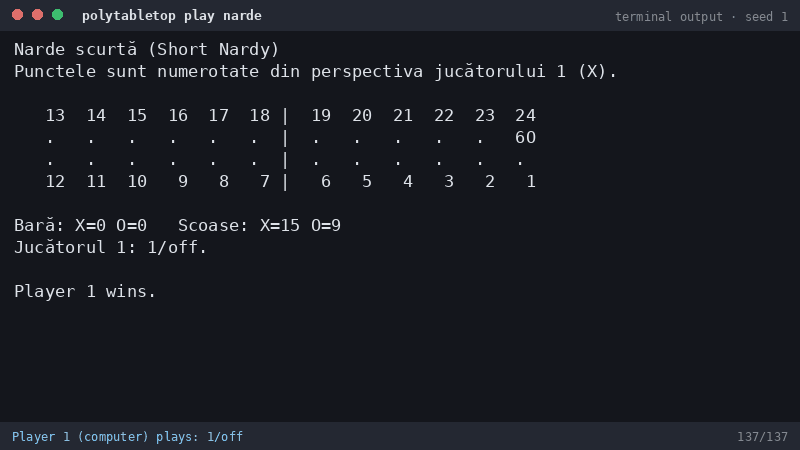 polytabletop play narde
terminal output · seed 1
Narde scurtă (Short Nardy)
Punctele sunt numerotate din perspectiva jucătorului 1 (X).
13 14 15 16 17 18 | 19 20 21 22 23 24
. . . . . . | . . . . . 6O
. . . . . . | . . . . . .
12 11 10 9 8 7 | 6 5 4 3 2 1
Bară: X=0 O=0 Scoase: X=15 O=9
Jucătorul 1: 1/off.
Player 1 wins.
Player 1 (computer) plays: 1/off
137/137